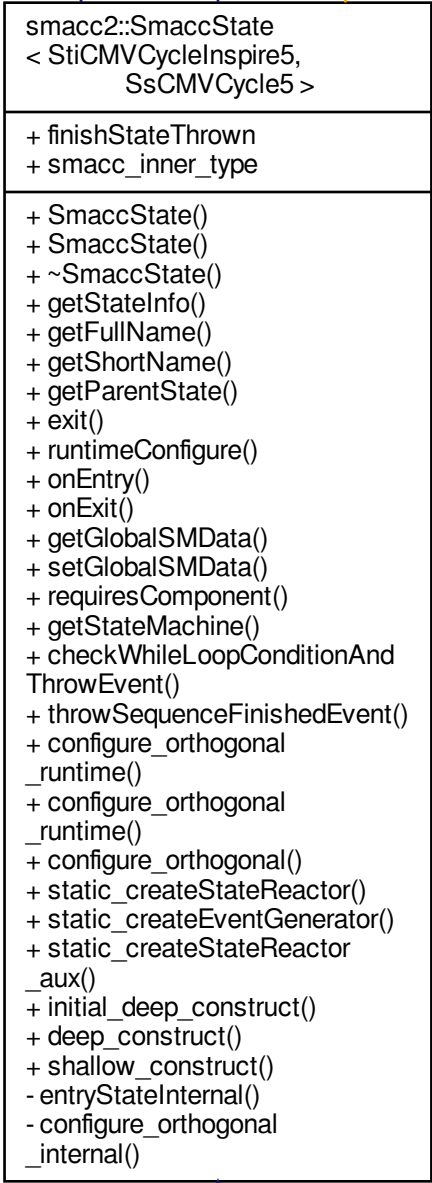 smacc2::SmaccState
< StiCMVCycleInspire5,
SsCMVCycle5 >
+ finishStateThrown
+ smacc_inner_type
+ SmaccState()
+ SmaccState()
+ ~SmaccState()
+ getStateInfo()
+ getFullName()
+ getShortName()
+ getParentState()
+ exit()
+ runtimeConfigure()
+ onEntry()
+ onExit()
+ getGlobalSMData()
+ setGlobalSMData()
+ requiresComponent()
+ getStateMachine()
+ checkWhileLoopConditionAnd
ThrowEvent()
+ throwSequenceFinishedEvent()
+ configure_orthogonal
_runtime()
+ configure_orthogonal
_runtime()
+ configure_orthogonal()
+ static_createStateReactor()
+ static_createEventGenerator()
+ static_createStateReactor
_aux()
+ initial_deep_construct()
+ deep_construct()
+ shallow_construct()
- entryStateInternal()
- configure_orthogonal
_internal()